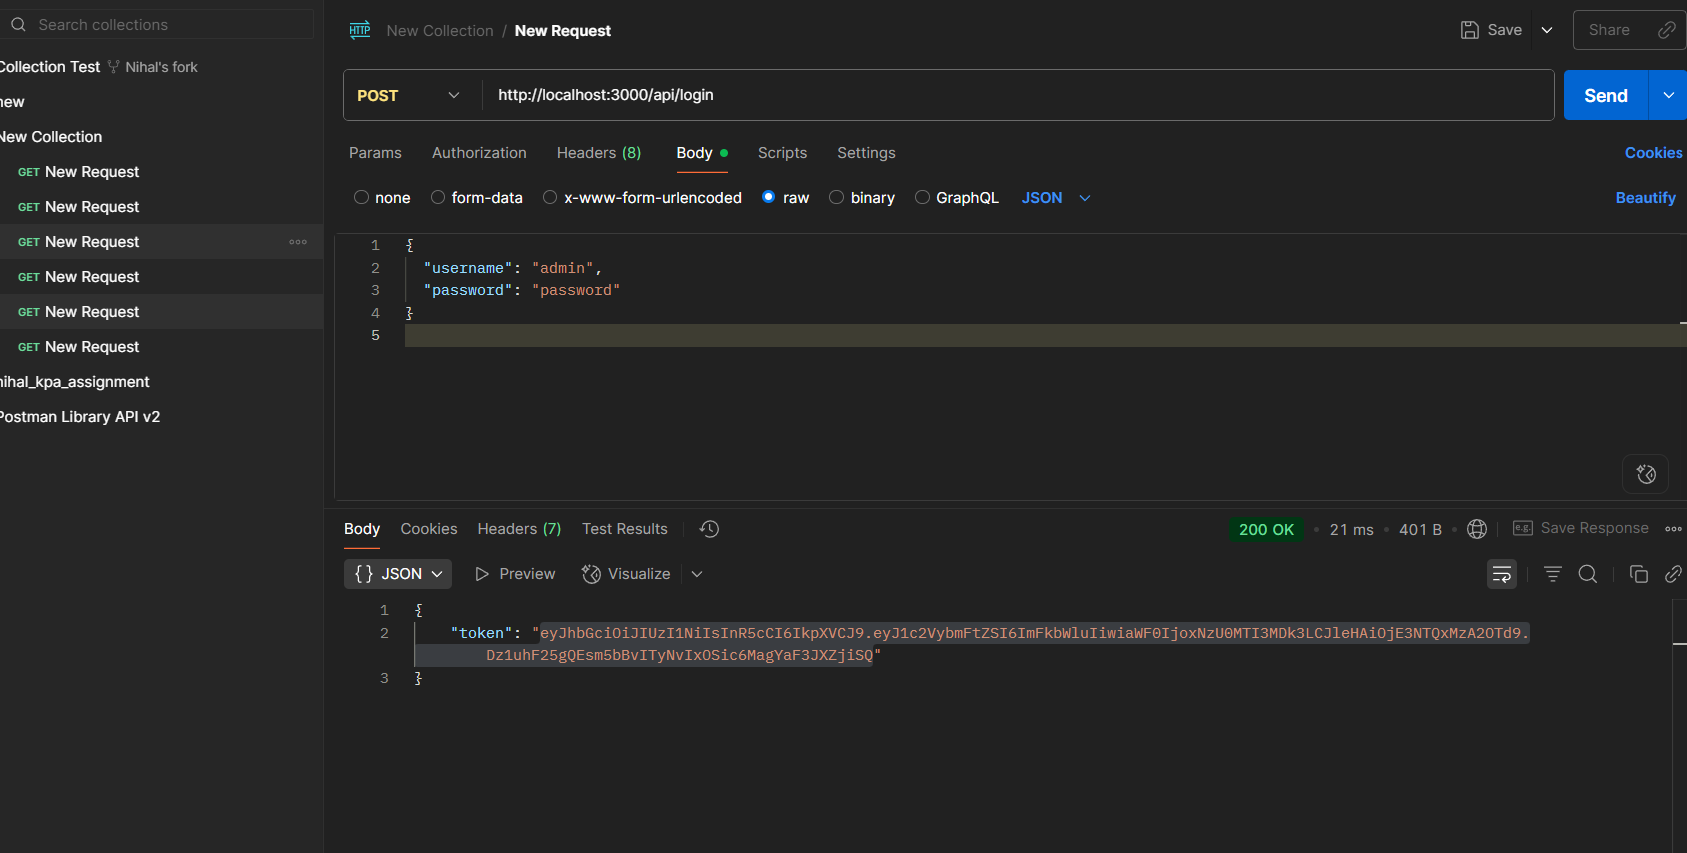 Search collections
Collection Test Nihal's fork
new
New Collection
GET New Request
GET New Request
GET New Request
GET New Request
GET New Request
GET New Request
nihal_kpa_assignment
Postman Library API v2
HTTP New Collection / New Request
Save
Share
POST http://localhost:3000/api/login
Send
Params Authorization Headers (8) Body Scripts Settings Cookies
none form-data x-www-form-urlencoded raw binary GraphQL JSON Beautify
1 {
2 "username": "admin",
3 "password": "password"
4 }
5
Body Cookies Headers (7) Test Results 200 OK • 21 ms • 401 B • e.g. Save Response
{} JSON Preview Visualize
1 {
2 "token": "eyJhbGciOiJIUzI1NiIsInR5cCI6IkpXVCJ9.eyJ1c2VybmFtZSI6ImFkbWluIiwiaWF0IjoxNzU0MTI3MDk3LCJleHAiOjE3NTQxMzA2OTd9.
Dz1uhF25gQEsm5bBvITyNvIxOSic6MagYaF3JXZjiSQ"
3 }